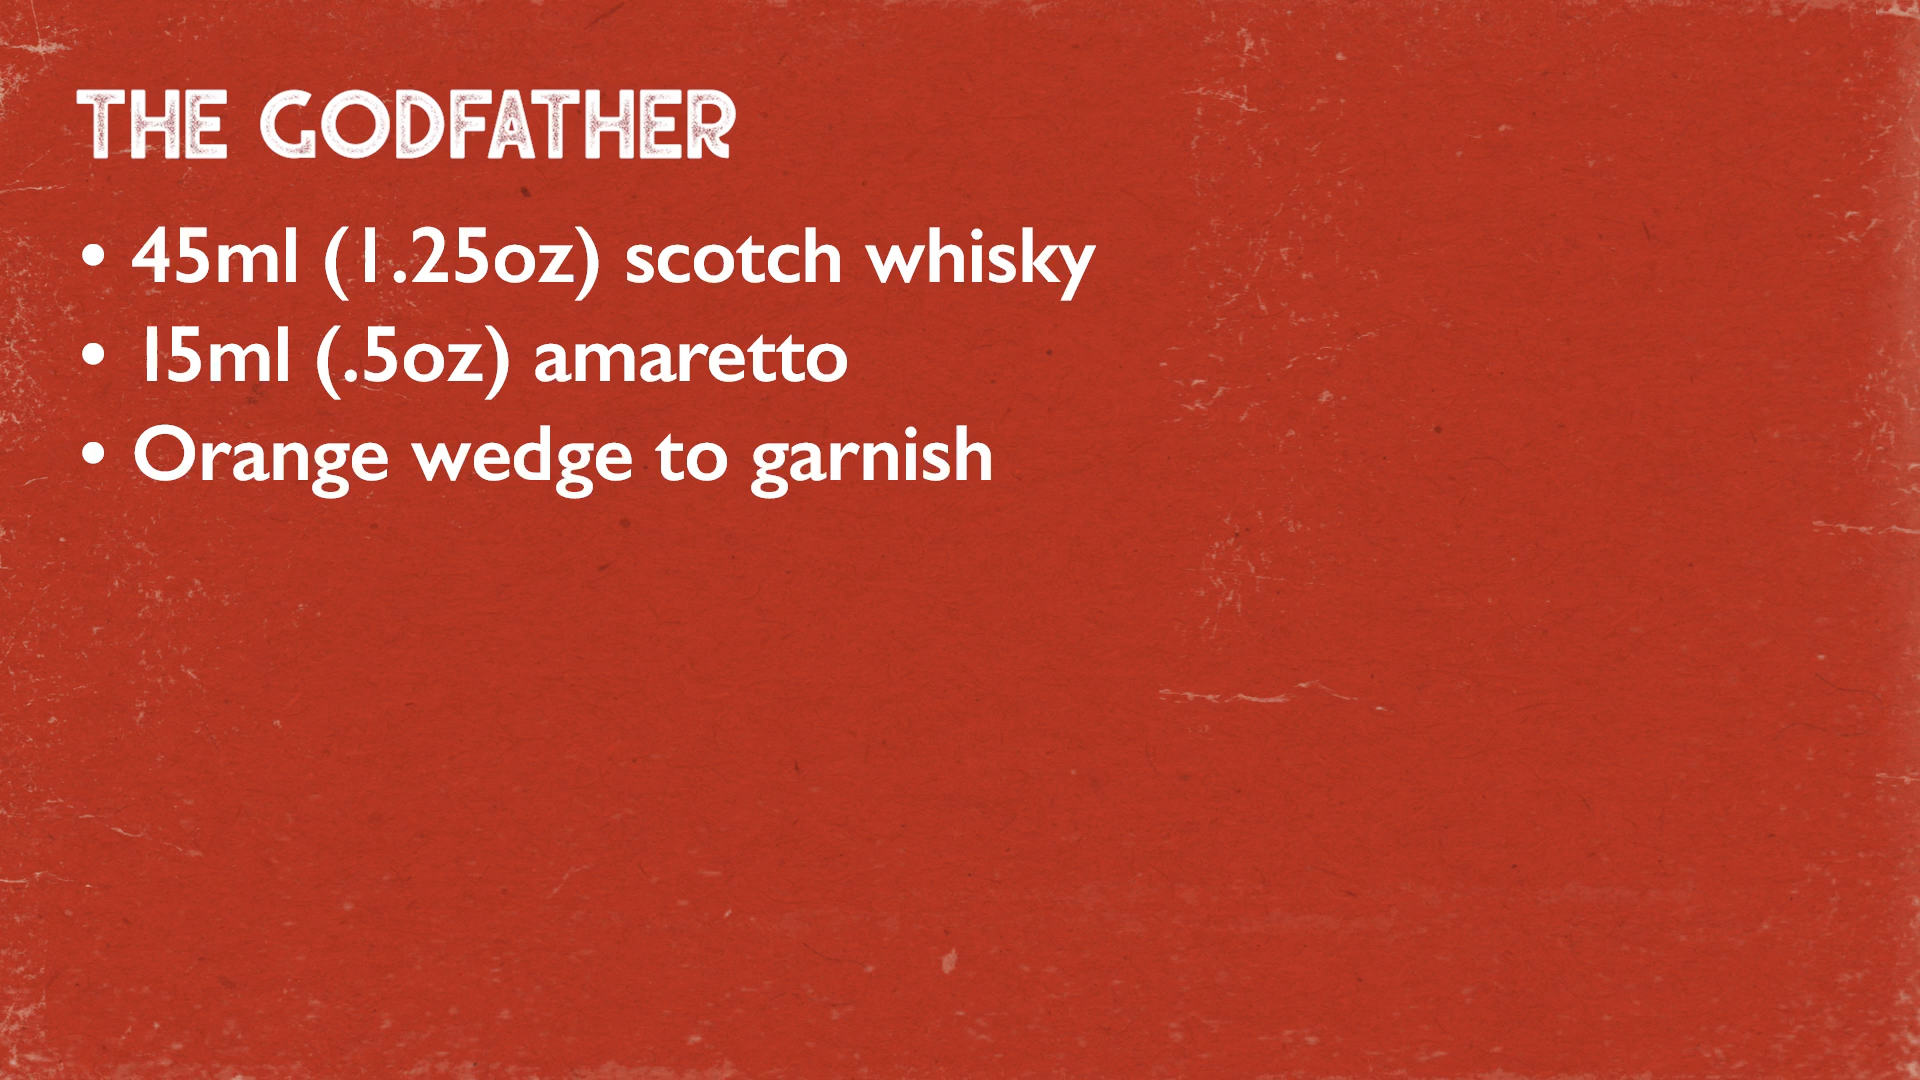 THE GODFATHER
• 45ml (1.25oz) scotch whisky
• 15ml (.5oz) amaretto
• Orange wedge to garnish